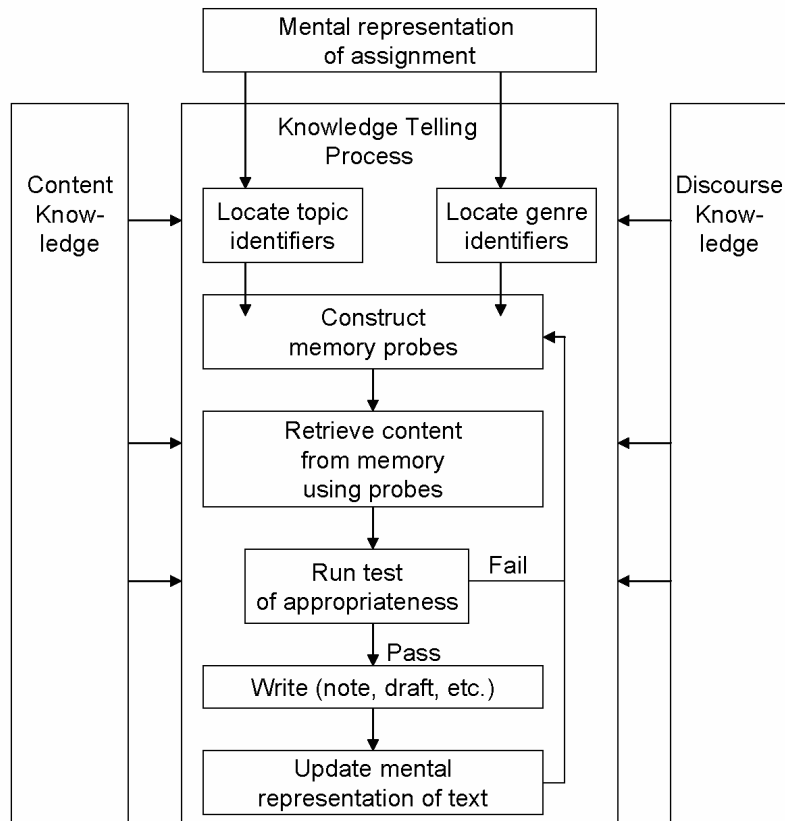 Mental representation
of assignment
Knowledge Telling
Process
Content
Know-
ledge
Discourse
Know-
ledge
Locate topic
identifiers
Locate genre
identifiers
Construct
memory probes
Retrieve content
from memory
using probes
Run test
of appropriateness
Fail
Pass
Write (note, draft, etc.)
Update mental
representation of text